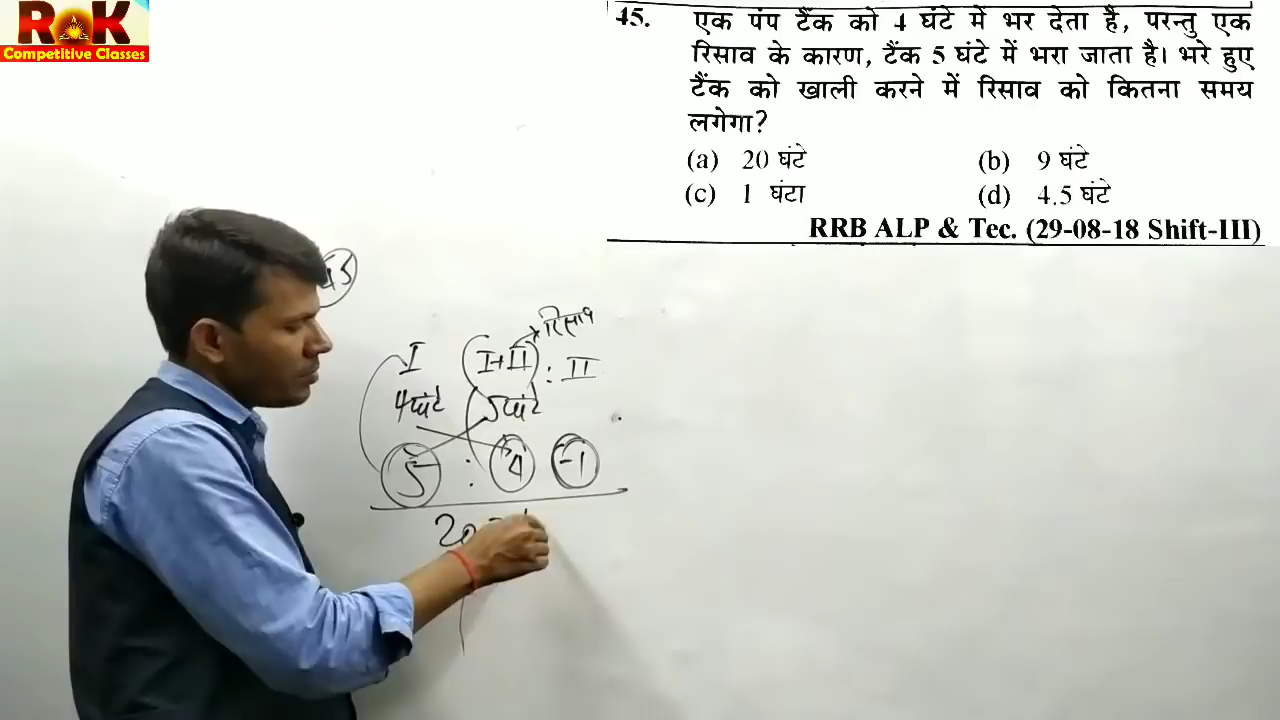 ROK
Competitive Classes
45. एक पंप टैंक को 4 घंटे में भर देता है, परन्तु एक
रिसाव के कारण, टैंक 5 घंटे में भरा जाता है। भरे हुए
टैंक को खाली करने में रिसाव को कितना समय
लगेगा?
(a) 20 घंटे (b) 9 घंटे
(c) 1 घंटा (d) 4.5 घंटे
RRB ALP & Tec. (29-08-18 Shift-III)
रिसाव
I (I+II) : II
4घंटे 5घंटे
5 : 4 -1
20